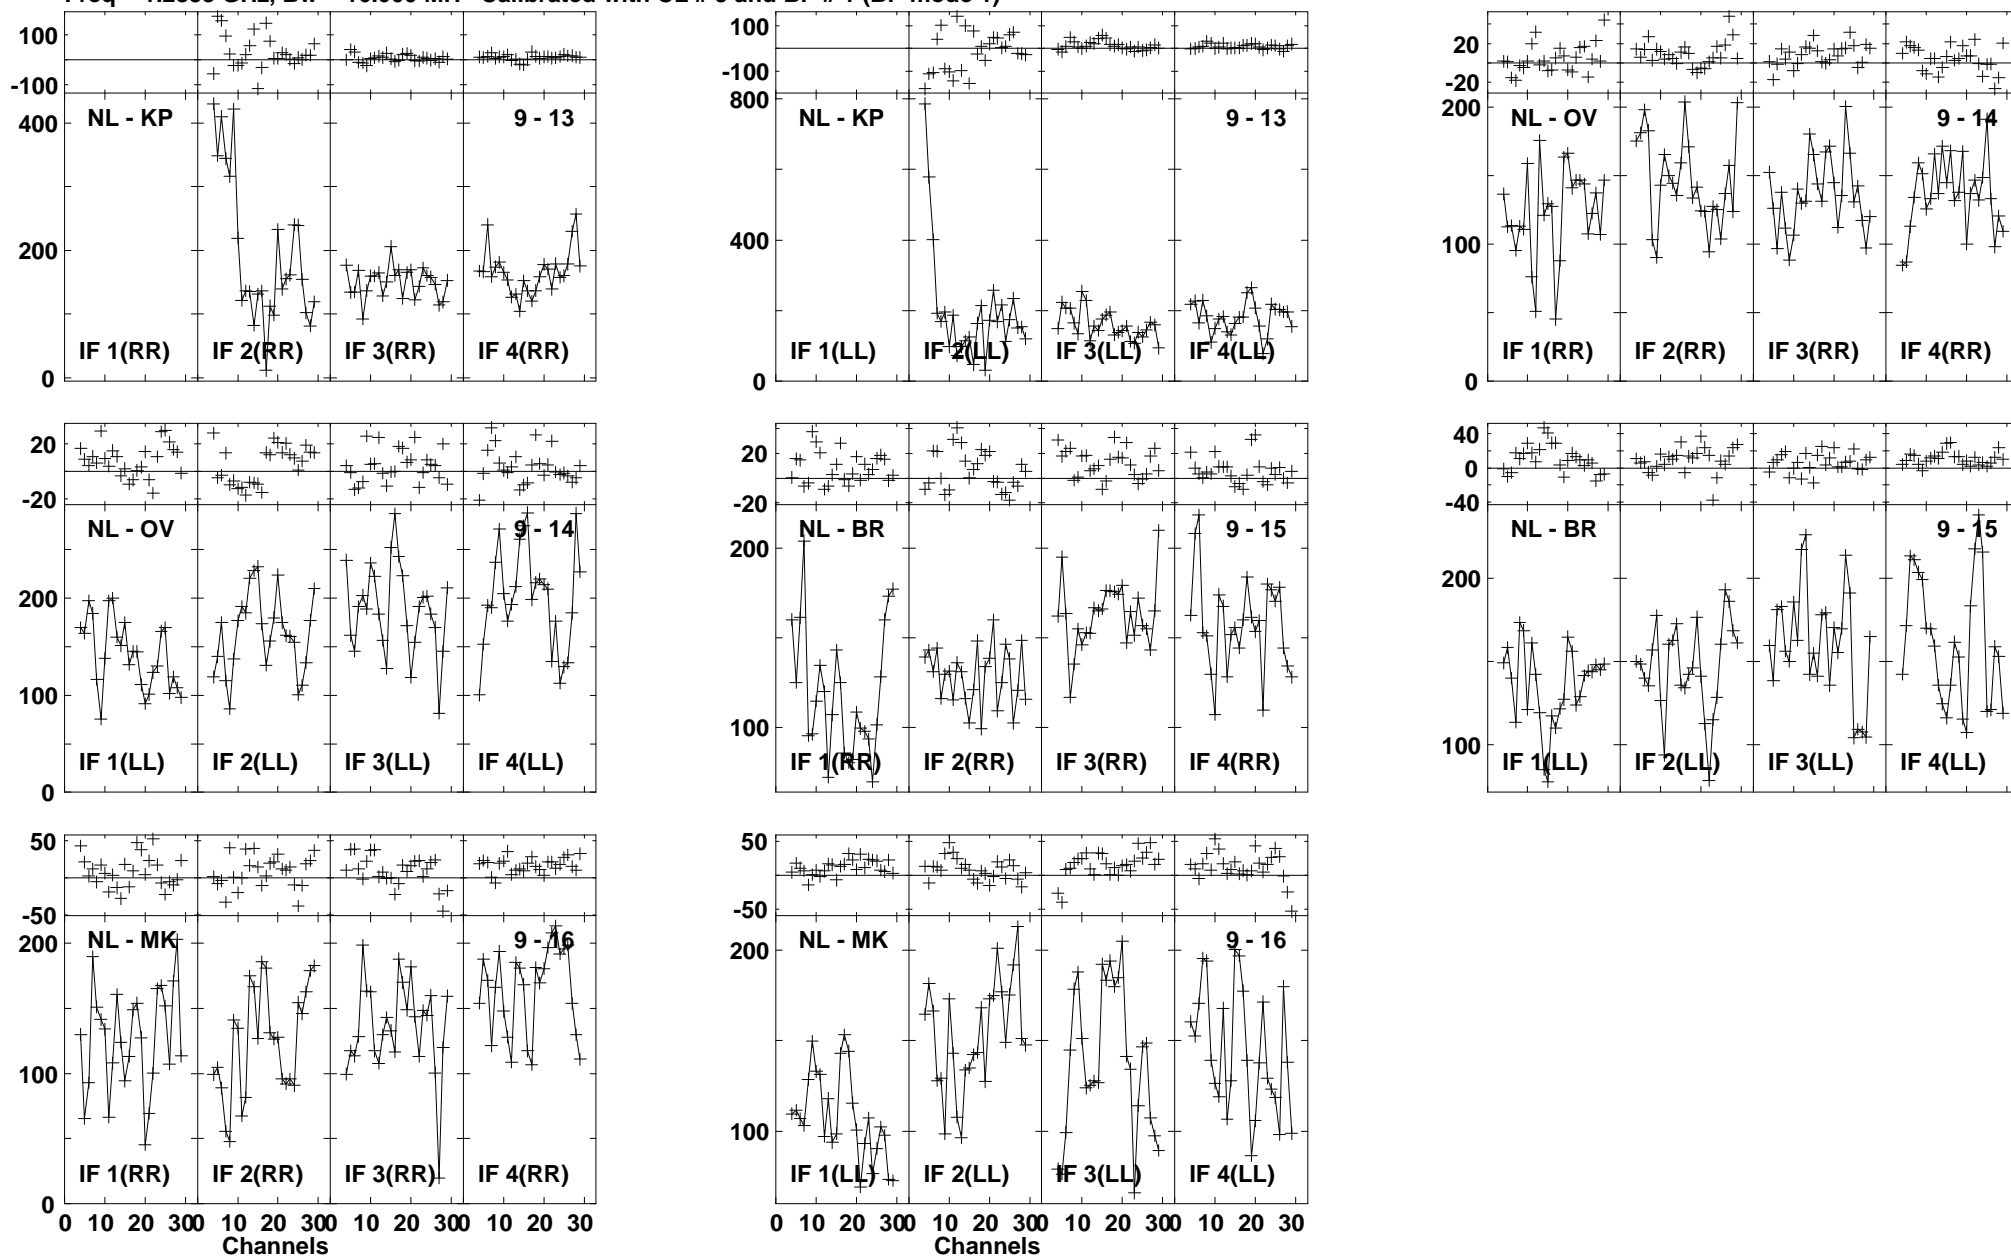 100
-100
400
200
0
NL - KP
9 - 13
IF 1(RR)
IF 2(RR)
IF 3(RR)
IF 4(RR)
100
-100
800
400
0
NL - KP
9 - 13
IF 1(LL)
IF 2(LL)
IF 3(LL)
IF 4(LL)
20
-20
200
100
0
NL - OV
9 - 14
IF 1(RR)
IF 2(RR)
IF 3(RR)
IF 4(RR)
20
-20
200
100
0
NL - OV
9 - 14
IF 1(LL)
IF 2(LL)
IF 3(LL)
IF 4(LL)
40
20
0
-20
200
100
NL - BR
9 - 15
IF 1(RR)
IF 2(RR)
IF 3(RR)
IF 4(RR)
40
20
0
-40
200
100
NL - BR
9 - 15
IF 1(LL)
IF 2(LL)
IF 3(LL)
IF 4(LL)
50
-50
200
100
0
NL - MK
9 - 16
IF 1(RR)
IF 2(RR)
IF 3(RR)
IF 4(RR)
0 10 20 30 0 10 20 30 0 10 20 30 0 10 20 30
Channels
50
0
-50
200
100
NL - MK
9 - 16
IF 1(LL)
IF 2(LL)
IF 3(LL)
IF 4(LL)
0 10 20 30 0 10 20 30 0 10 20 30 0 10 20 30
Channels